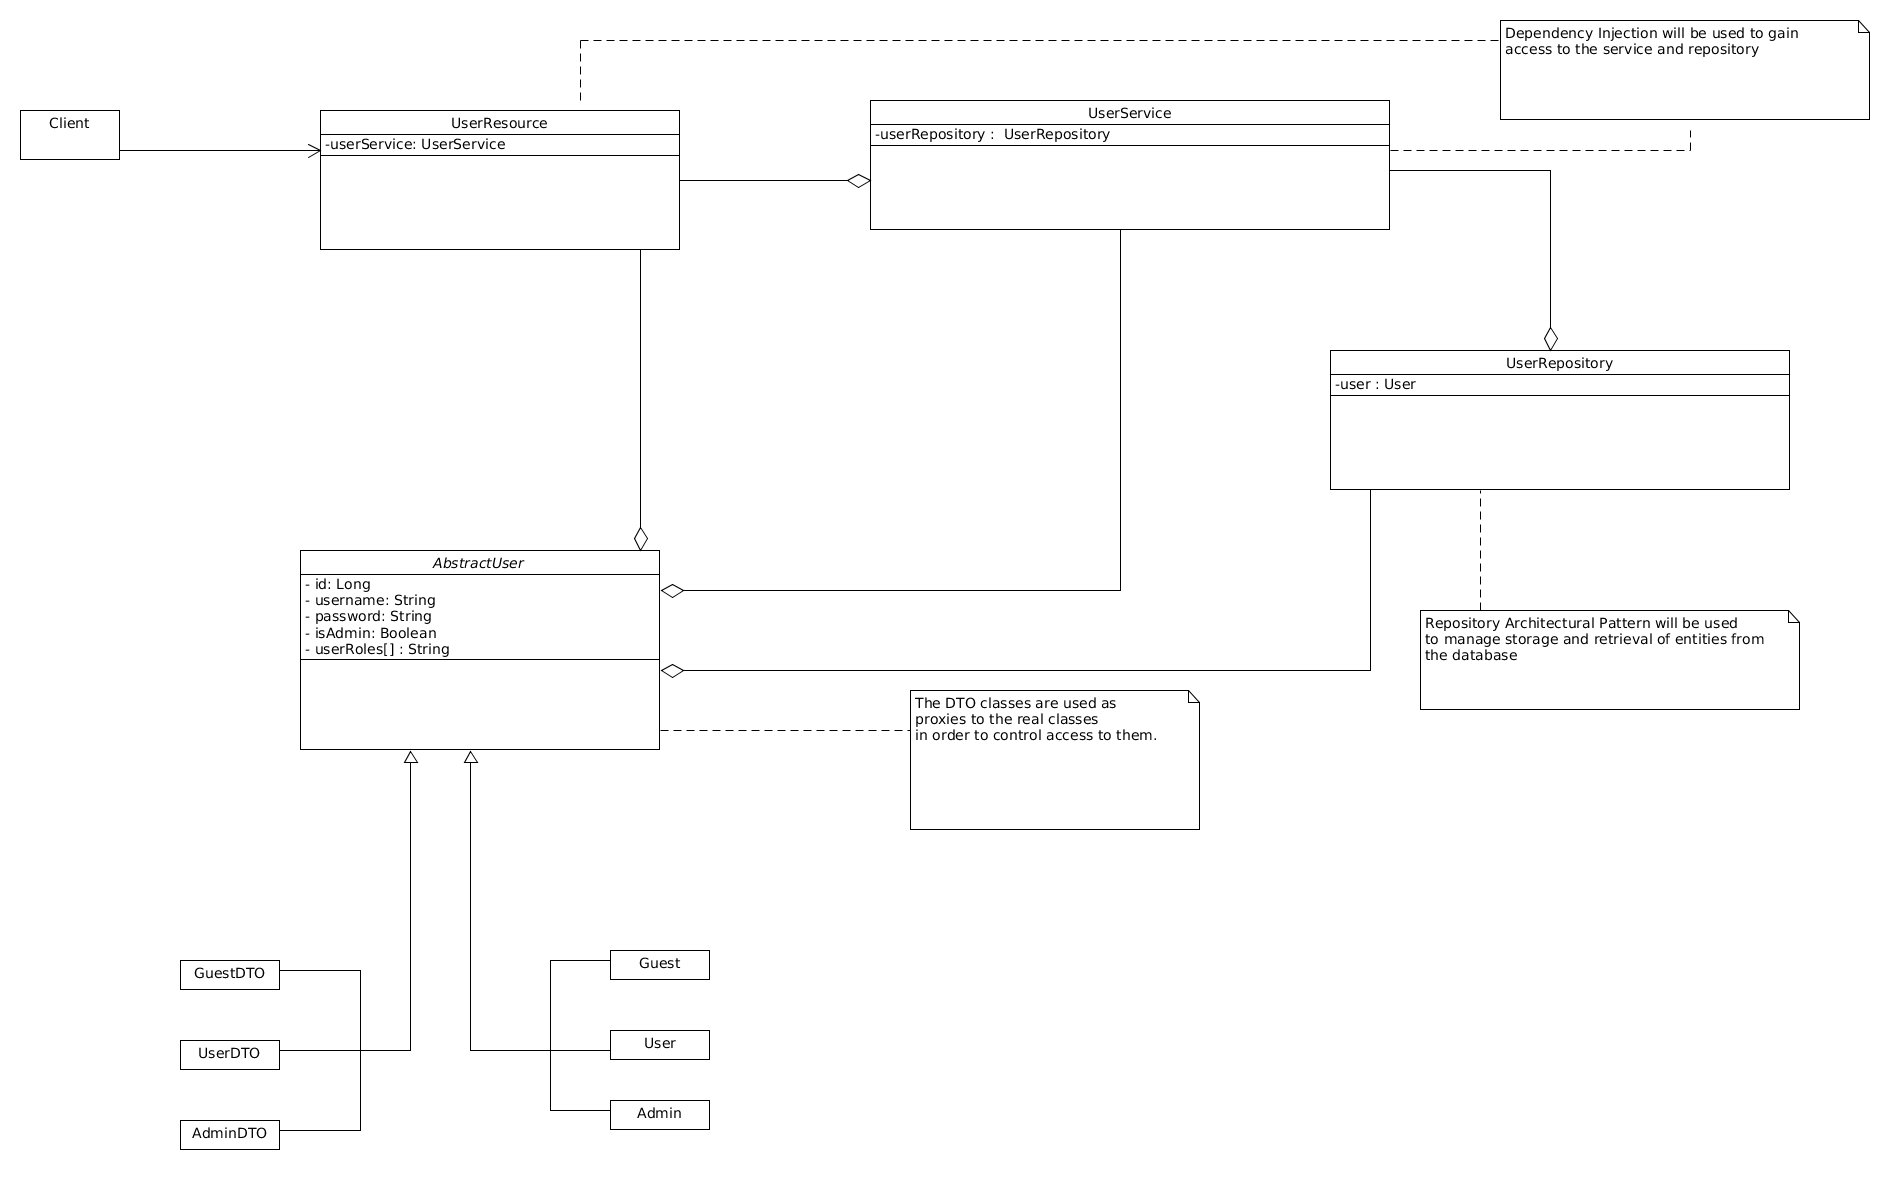 Dependency Injection will be used to gain
access to the service and repository
Client
UserResource
-userService: UserService
UserService
-userRepository :  UserRepository
UserRepository
-user : User
AbstractUser
- id: Long
- username: String
- password: String
- isAdmin: Boolean
- userRoles[] : String
Repository Architectural Pattern will be used
to manage storage and retrieval of entities from
the database
The DTO classes are used as
proxies to the real classes
in order to control access to them.
GuestDTO
UserDTO
AdminDTO
Guest
User
Admin